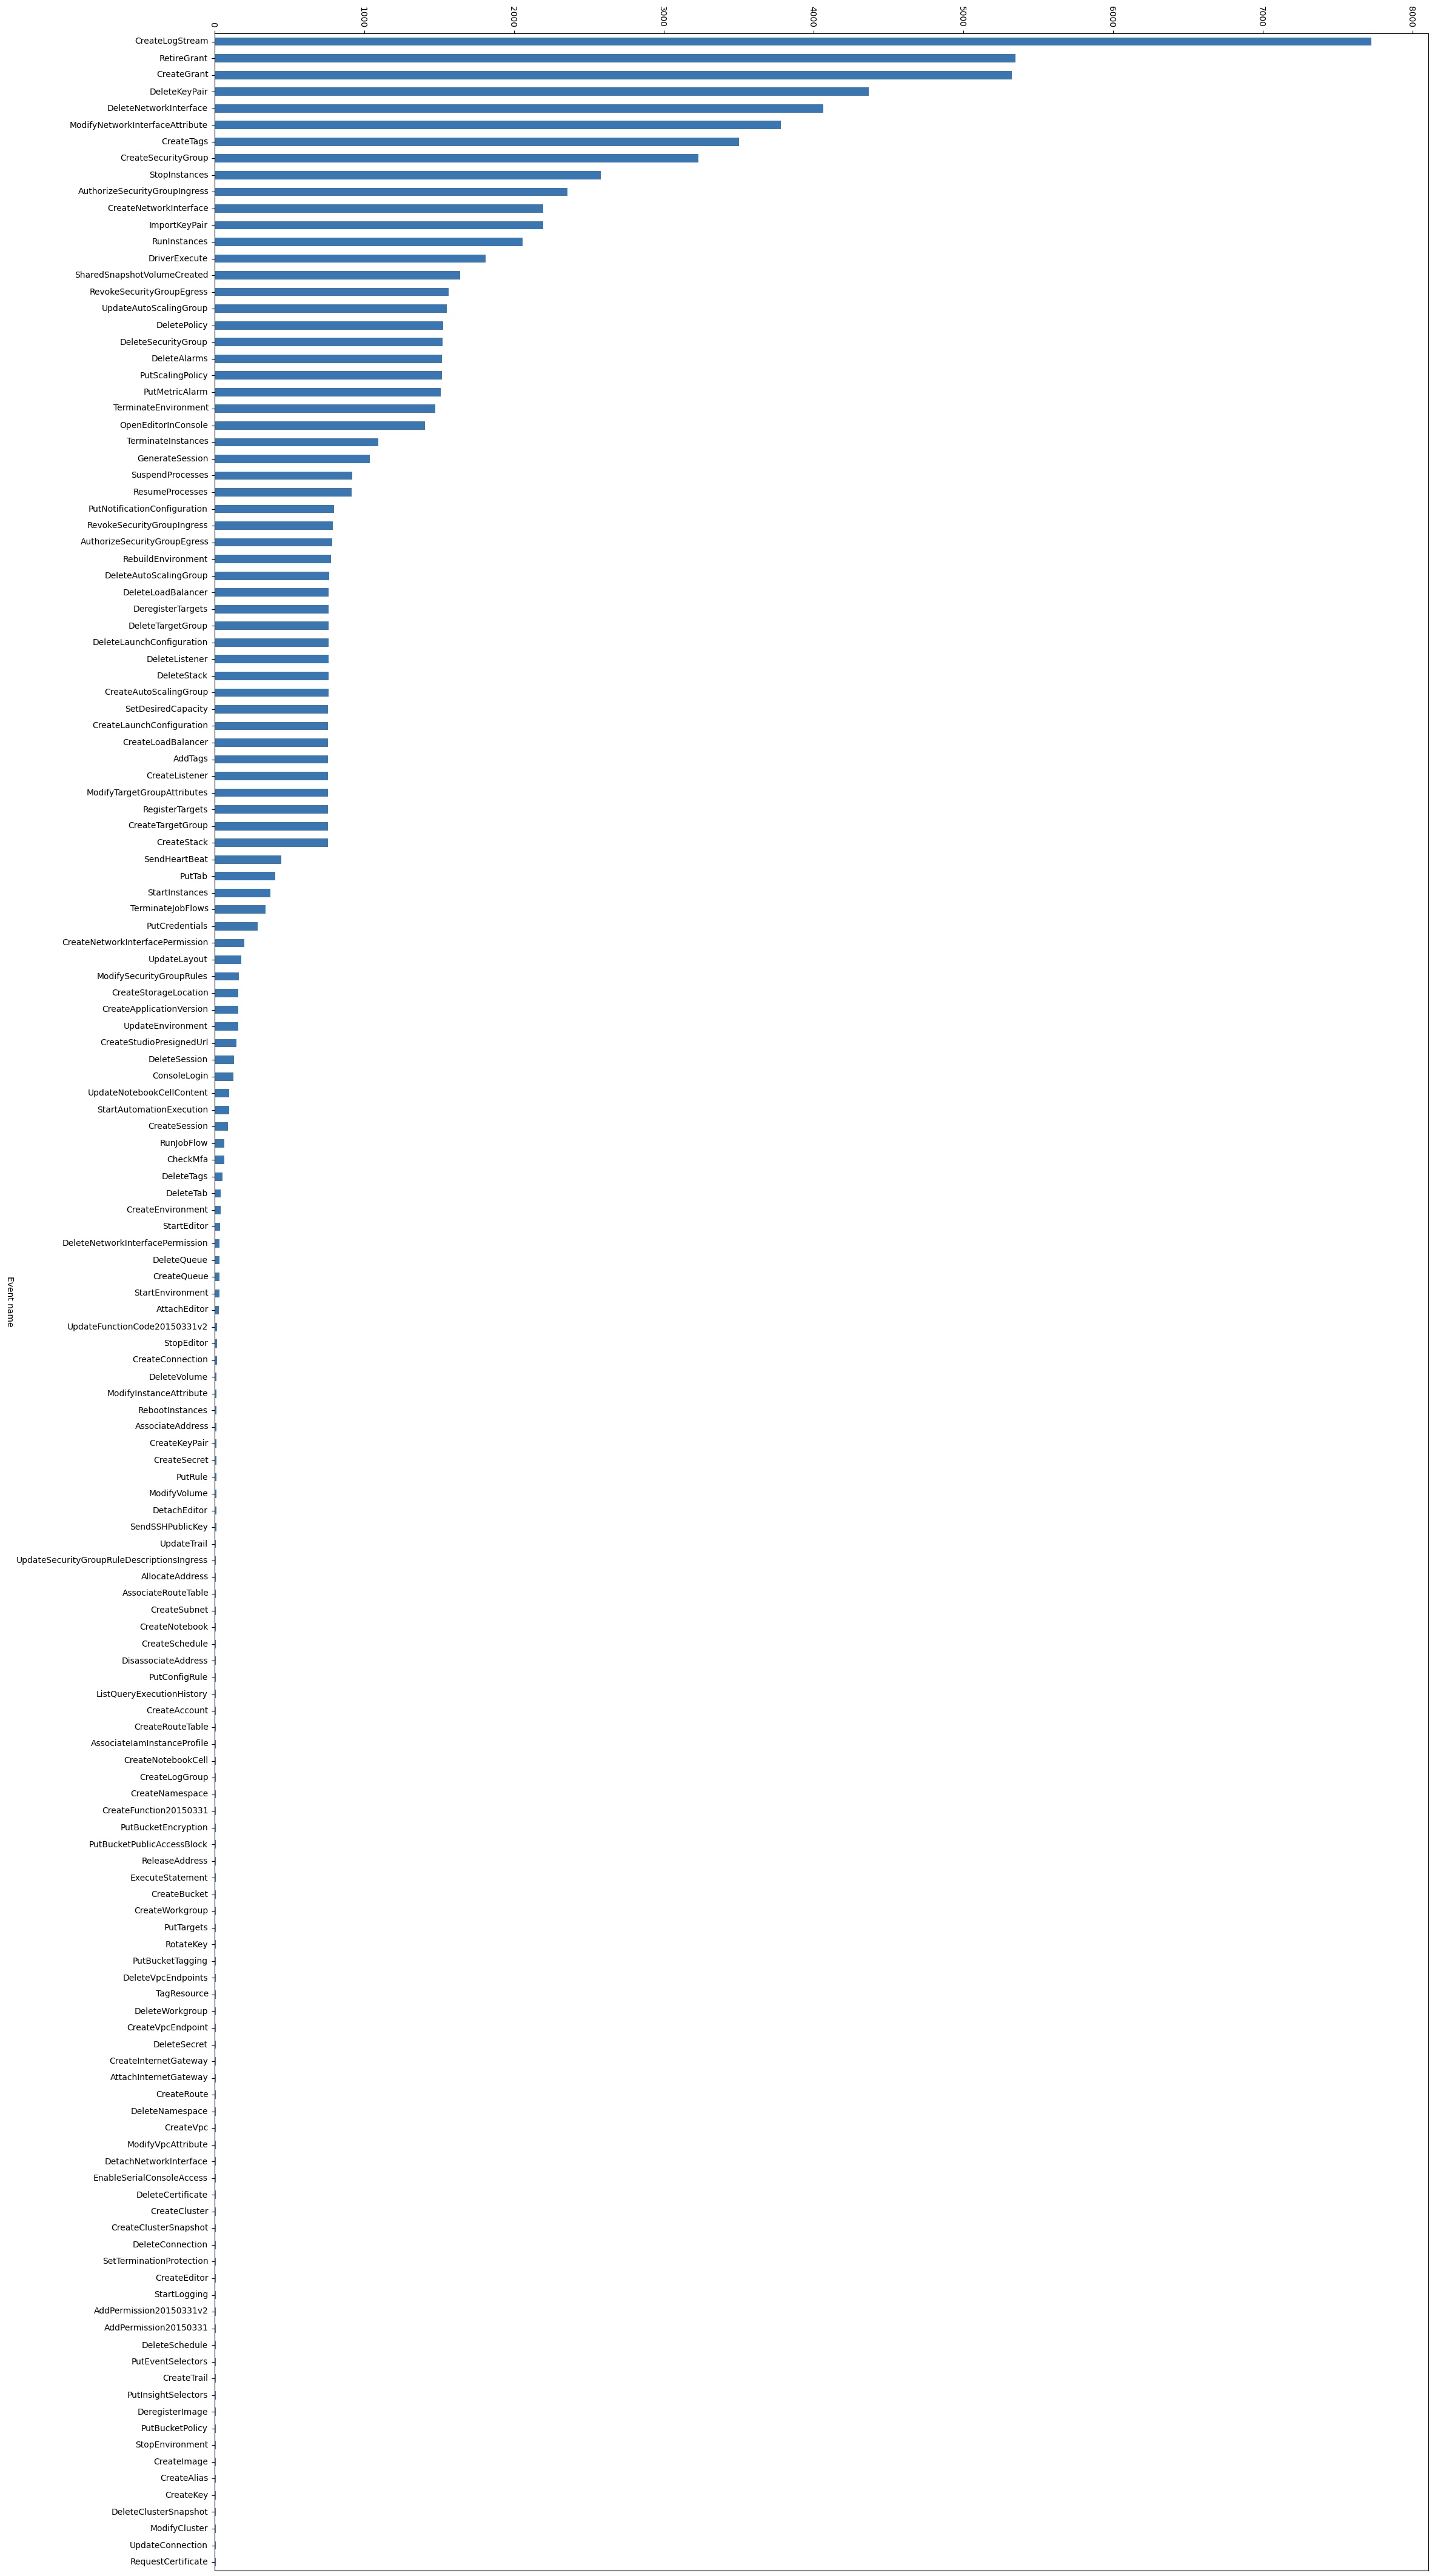 0
1000
2000
3000
4000
5000
6000
7000
8000
CreateLogStream
RetireGrant
CreateGrant
DeleteKeyPair
DeleteNetworkInterface
ModifyNetworkInterfaceAttribute
CreateTags
CreateSecurityGroup
StopInstances
AuthorizeSecurityGroupIngress
CreateNetworkInterface
ImportKeyPair
RunInstances
DriverExecute
SharedSnapshotVolumeCreated
RevokeSecurityGroupEgress
UpdateAutoScalingGroup
DeletePolicy
DeleteSecurityGroup
DeleteAlarms
PutScalingPolicy
PutMetricAlarm
TerminateEnvironment
OpenEditorInConsole
TerminateInstances
GenerateSession
SuspendProcesses
ResumeProcesses
PutNotificationConfiguration
RevokeSecurityGroupIngress
AuthorizeSecurityGroupEgress
RebuildEnvironment
DeleteAutoScalingGroup
DeleteLoadBalancer
DeregisterTargets
DeleteTargetGroup
DeleteLaunchConfiguration
DeleteListener
DeleteStack
CreateAutoScalingGroup
SetDesiredCapacity
CreateLaunchConfiguration
CreateLoadBalancer
AddTags
CreateListener
ModifyTargetGroupAttributes
RegisterTargets
CreateTargetGroup
CreateStack
SendHeartBeat
PutTab
StartInstances
TerminateJobFlows
PutCredentials
CreateNetworkInterfacePermission
UpdateLayout
ModifySecurityGroupRules
CreateStorageLocation
CreateApplicationVersion
UpdateEnvironment
CreateStudioPresignedUrl
DeleteSession
ConsoleLogin
UpdateNotebookCellContent
StartAutomationExecution
CreateSession
RunJobFlow
CheckMfa
DeleteTags
DeleteTab
CreateEnvironment
StartEditor
DeleteNetworkInterfacePermission
DeleteQueue
CreateQueue
StartEnvironment
Event name
AttachEditor
UpdateFunctionCode20150331v2
StopEditor
CreateConnection
DeleteVolume
ModifyInstanceAttribute
RebootInstances
AssociateAddress
CreateKeyPair
CreateSecret
PutRule
ModifyVolume
DetachEditor
SendSSHPublicKey
UpdateTrail
UpdateSecurityGroupRuleDescriptionsIngress
AllocateAddress
AssociateRouteTable
CreateSubnet
CreateNotebook
CreateSchedule
DisassociateAddress
PutConfigRule
ListQueryExecutionHistory
CreateAccount
CreateRouteTable
AssociateIamInstanceProfile
CreateNotebookCell
CreateLogGroup
CreateNamespace
CreateFunction20150331
PutBucketEncryption
PutBucketPublicAccessBlock
ReleaseAddress
ExecuteStatement
CreateBucket
CreateWorkgroup
PutTargets
RotateKey
PutBucketTagging
DeleteVpcEndpoints
TagResource
DeleteWorkgroup
CreateVpcEndpoint
DeleteSecret
CreateInternetGateway
AttachInternetGateway
CreateRoute
DeleteNamespace
CreateVpc
ModifyVpcAttribute
DetachNetworkInterface
EnableSerialConsoleAccess
DeleteCertificate
CreateCluster
CreateClusterSnapshot
DeleteConnection
SetTerminationProtection
CreateEditor
StartLogging
AddPermission20150331v2
AddPermission20150331
DeleteSchedule
PutEventSelectors
CreateTrail
PutInsightSelectors
DeregisterImage
PutBucketPolicy
StopEnvironment
CreateImage
CreateAlias
CreateKey
DeleteClusterSnapshot
ModifyCluster
UpdateConnection
RequestCertificate